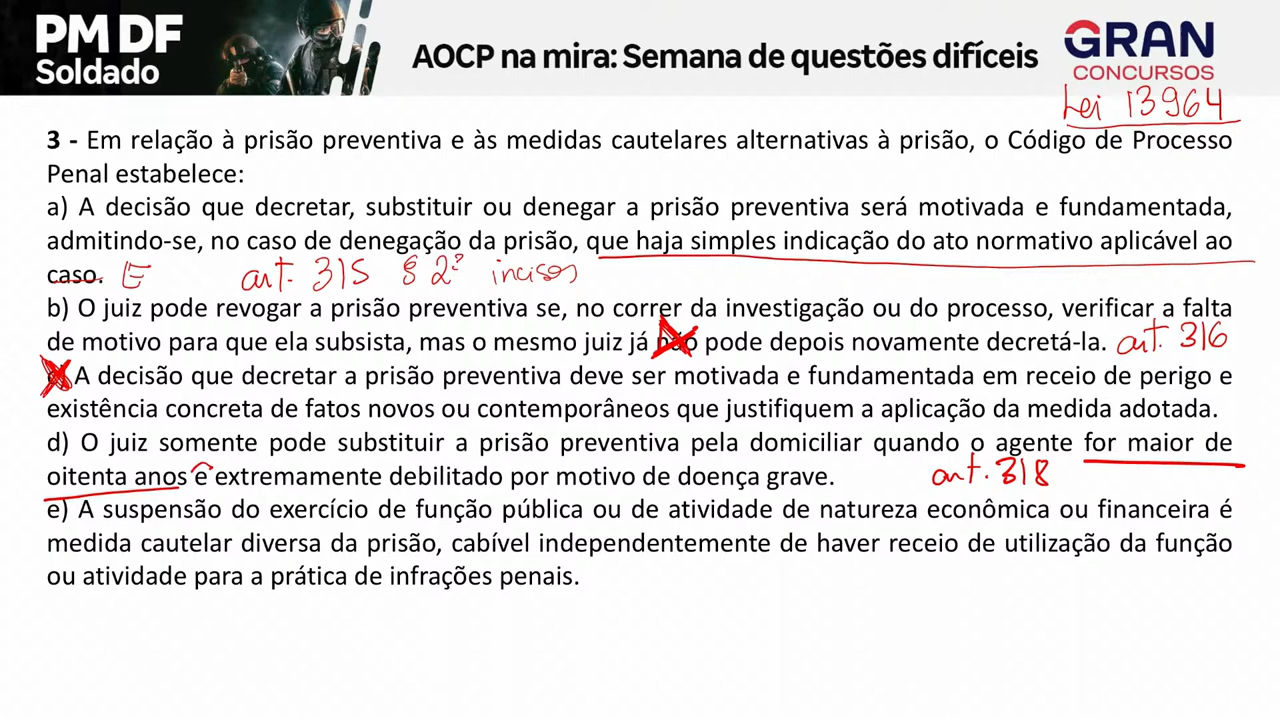 PM DF
Soldado
AOCP na mira: Semana de questões difíceis
GRAN
CONCURSOS
Lei 13964
3 - Em relação à prisão preventiva e às medidas cautelares alternativas à prisão, o Código de Processo
Penal estabelece:
a) A decisão que decretar, substituir ou denegar a prisão preventiva será motivada e fundamentada,
admitindo-se, no caso de denegação da prisão, que haja simples indicação do ato normativo aplicável ao
caso. E art. 315 § 2º incisos
b) O juiz pode revogar a prisão preventiva se, no correr da investigação ou do processo, verificar a falta
de motivo para que ela subsista, mas o mesmo juiz já não pode depois novamente decretá-la. art. 316
A decisão que decretar a prisão preventiva deve ser motivada e fundamentada em receio de perigo e
existência concreta de fatos novos ou contemporâneos que justifiquem a aplicação da medida adotada.
d) O juiz somente pode substituir a prisão preventiva pela domiciliar quando o agente for maior de
oitenta anos e extremamente debilitado por motivo de doença grave. art. 318
e) A suspensão do exercício de função pública ou de atividade de natureza econômica ou financeira é
medida cautelar diversa da prisão, cabível independentemente de haver receio de utilização da função
ou atividade para a prática de infrações penais.